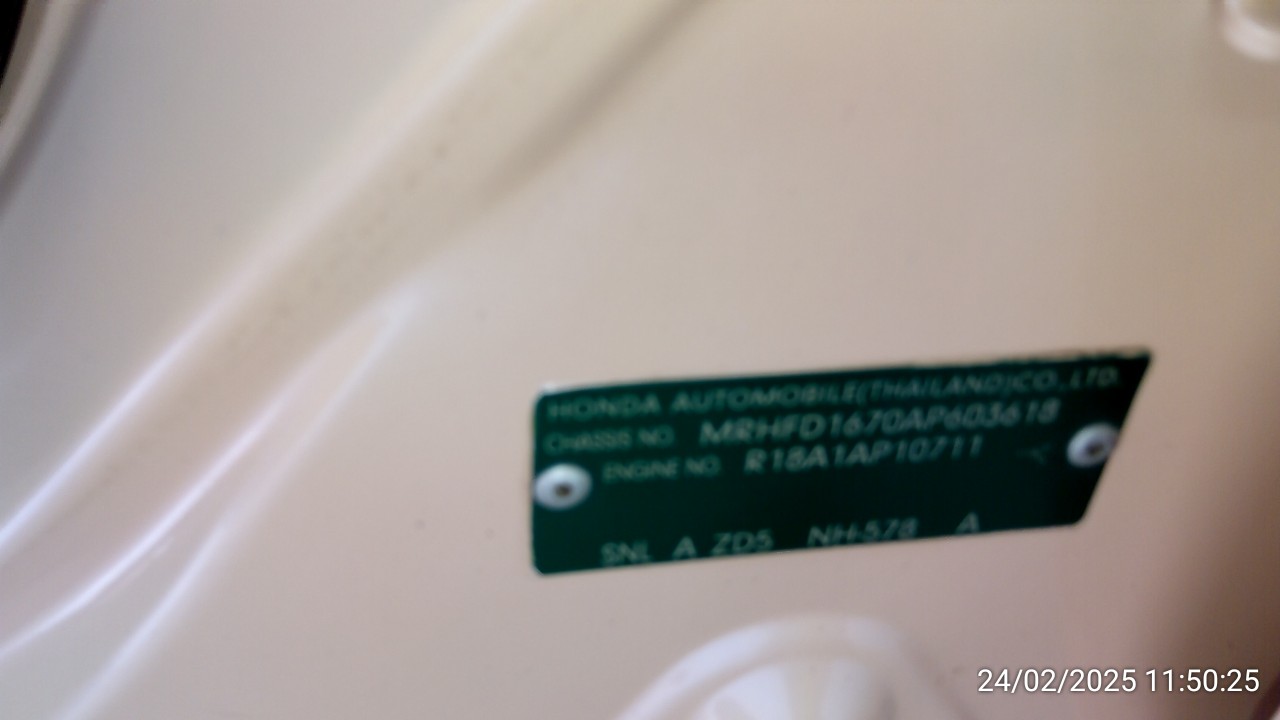 HONDA AUTOMOBILE(THAILAND)CO.,LTD.
CHASSIS NO. MRHFD1670AP603618
ENGINE NO. R18A1AP10711
SNL A ZD5 NH-578 A
24/02/2025 11:50:25